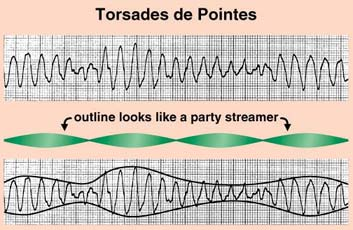 Torsades de Pointes
outline looks like a party streamer